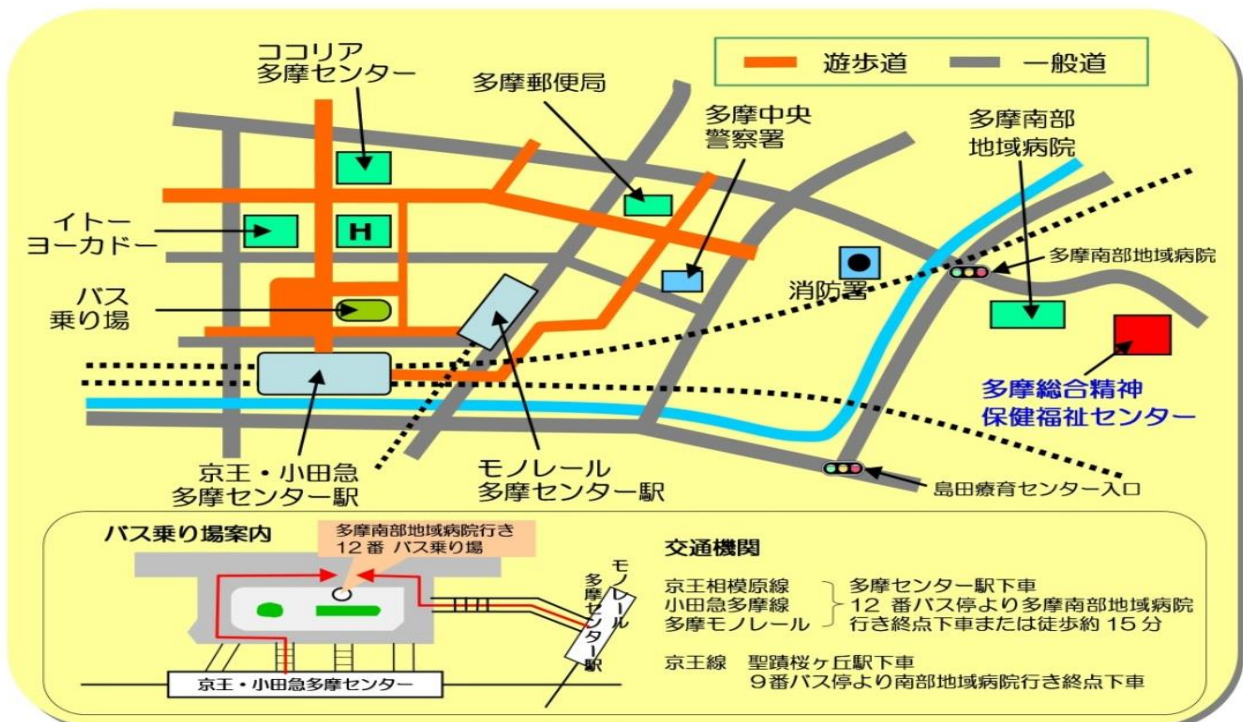 ココリア
多摩センター
多摩郵便局
遊歩道
一般道
多摩中央
警察署
多摩南部
地域病院
イトー
ヨーカドー
H
多摩南部地域病院
消防署
バス
乗り場
多摩総合精神
保健福祉センター
京王・小田急
多摩センター駅
モノレール
多摩センター駅
島田療育センター入口
バス乗り場案内
多摩南部地域病院行き
12番 バス乗り場
モノレール
多摩センター駅
京王・小田急多摩センター
交通機関
京王相模原線
小田急多摩線
多摩モノレール
多摩センター駅下車
12 番バス停より多摩南部地域病院
行き終点下車または徒歩約 15 分
京王線 聖蹟桜ヶ丘駅下車
9番バス停より南部地域病院行き終点下車